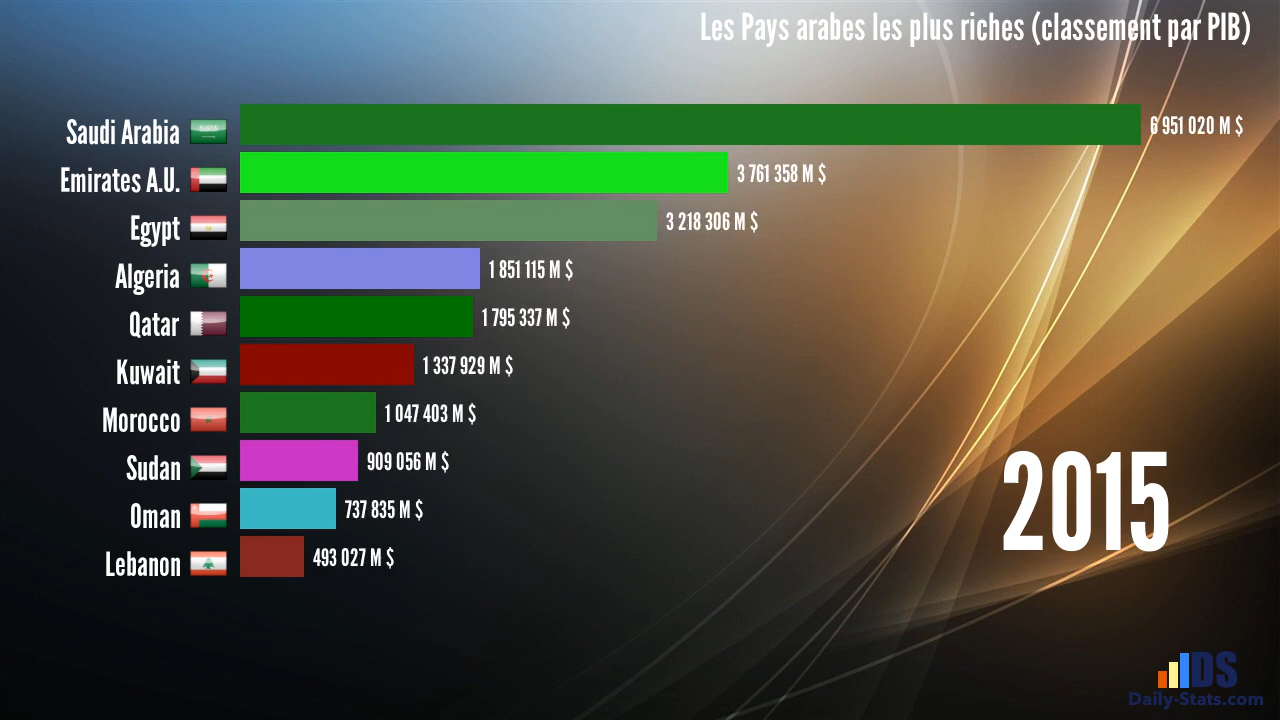 Les Pays arabes les plus riches (classement par PIB)
Saudi Arabia 6 951 020 M $
Emirates A.U. 3 761 358 M $
Egypt 3 218 306 M $
Algeria 1 851 115 M $
Qatar 1 795 337 M $
Kuwait 1 337 929 M $
Morocco 1 047 403 M $
Sudan 909 056 M $
Oman 737 835 M $
Lebanon 493 027 M $
2015
DS
Daily-Stats.com